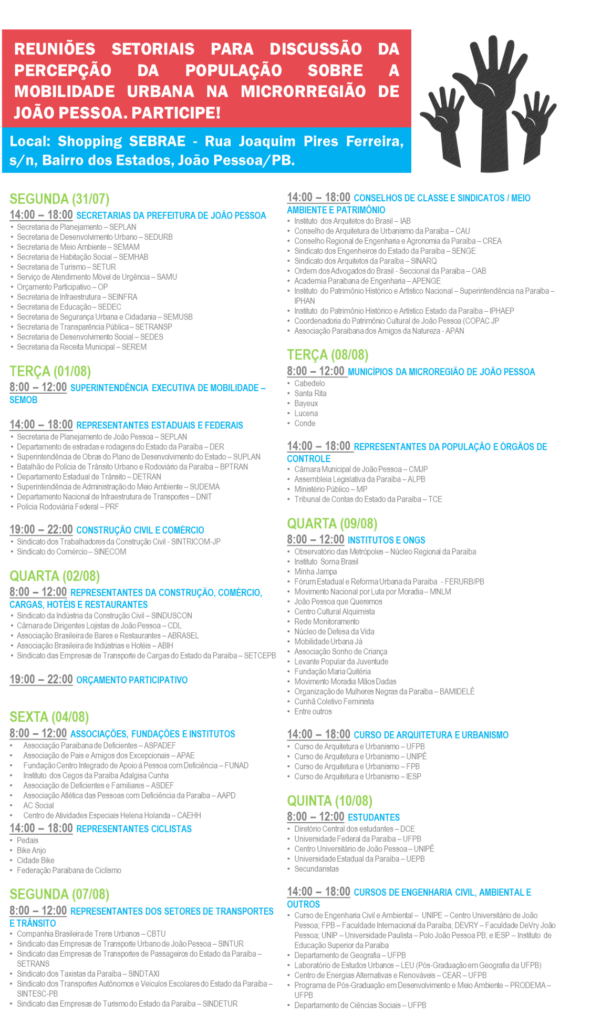 REUNIÕES SETORIAIS PARA DISCUSSÃO DA
PERCEPÇÃO DA POPULAÇÃO SOBRE A
MOBILIDADE URBANA NA MICRORREGIÃO DE
JOÃO PESSOA. PARTICIPE!
Local: Shopping SEBRAE - Rua Joaquim Pires Ferreira,
s/n, Bairro dos Estados, João Pessoa/PB.
SEGUNDA (31/07)
14:00 – 18:00 SECRETARIAS DA PREFEITURA DE JOÃO PESSOA
• Secretaria de Planejamento – SEPLAN
• Secretaria de Desenvolvimento Urbano – SEDURB
• Secretaria de Meio Ambiente – SEMAM
• Secretaria de Habitação Social – SEMHAB
• Secretaria de Turismo – SETUR
• Serviço de Atendimento Móvel de Urgência – SAMU
• Orçamento Participativo – OP
• Secretaria de Infraestrutura – SEINFRA
• Secretaria de Educação – SEDEC
• Secretaria de Segurança Urbana e Cidadania – SEMUSB
• Secretaria de Transparência Pública – SETRANSP
• Secretaria de Desenvolvimento Social – SEDES
• Secretaria da Receita Municipal – SEREM
TERÇA (01/08)
8:00 – 12:00 SUPERINTENDÊNCIA EXECUTIVA DE MOBILIDADE –
SEMOB
14:00 – 18:00 REPRESENTANTES ESTADUAIS E FEDERAIS
• Secretaria de Planejamento de João Pessoa – SEPLAN
• Departamento de estradas e rodagens do Estado da Paraíba – DER
• Superintendência de Obras do Plano de Desenvolvimento do Estado – SUPLAN
• Batalhão de Polícia de Trânsito Urbano e Rodoviário da Paraíba – BPTRAN
• Departamento Estadual de Trânsito – DETRAN
• Superintendência de Administração do Meio Ambiente – SUDEMA
• Departamento Nacional de Infraestrutura de Transportes – DNIT
• Polícia Rodoviária Federal – PRF
19:00 – 22:00 CONSTRUÇÃO CIVIL E COMÉRCIO
• Sindicato dos Trabalhadores da Construção Civil - SINTRICOM-JP
• Sindicato do Comércio – SINECOM
QUARTA (02/08)
8:00 – 12:00 REPRESENTANTES DA CONSTRUÇÃO, COMÉRCIO,
CARGAS, HOTÉIS E RESTAURANTES
• Sindicato da Indústria da Construção Civil – SINDUSCON
• Câmara de Dirigentes Lojistas de João Pessoa – CDL
• Associação Brasileira de Bares e Restaurantes – ABRASEL
• Associação Brasileira de Indústrias e Hotéis – ABIH
• Sindicato das Empresas de Transporte de Cargas do Estado da Paraíba – SETCEPB
19:00 – 22:00 ORÇAMENTO PARTICIPATIVO
SEXTA (04/08)
8:00 – 12:00 ASSOCIAÇÕES, FUNDAÇÕES E INSTITUTOS
• Associação Paraibana de Deficientes – ASPADEF
• Associação de Pais e Amigos dos Excepcionais – APAE
• Fundação Centro Integrado de Apoio à Pessoa com Deficiência – FUNAD
• Instituto dos Cegos da Paraíba Adalgisa Cunha
• Associação de Deficientes e Familiares – ASDEF
• Associação Atlética das Pessoas com Deficiência da Paraíba – AAPD
• AC Social
• Centro de Atividades Especiais Helena Holanda – CAEHH
14:00 – 18:00 REPRESENTANTES CICLISTAS
• Pedais
• Bike Anjo
• Cidade Bike
• Federação Paraibana de Ciclismo
SEGUNDA (07/08)
8:00 – 12:00 REPRESENTANTES DOS SETORES DE TRANSPORTES
E TRÂNSITO
• Companhia Brasileira de Trens Urbanos – CBTU
• Sindicato das Empresas de Transporte Urbano de João Pessoa – SINTUR
• Sindicato das Empresas de Transportes de Passageiros do Estado da Paraíba –
SETRANS
• Sindicato dos Taxistas da Paraíba – SINDTAXI
• Sindicato dos Transportes Autônomos e Veículos Escolares do Estado da Paraíba –
SINTESC-PB
• Sindicato das Empresas de Turismo do Estado da Paraíba – SINDETUR
14:00 – 18:00 CONSELHOS DE CLASSE E SINDICATOS / MEIO
AMBIENTE E PATRIMÔNIO
• Instituto dos Arquitetos do Brasil – IAB
• Conselho de Arquitetura de Urbanismo da Paraíba – CAU
• Conselho Regional de Engenharia e Agronomia da Paraíba – CREA
• Sindicato dos Engenheiros do Estado da Paraíba – SENGE
• Sindicato dos Arquitetos da Paraíba – SINARQ
• Ordem dos Advogados do Brasil - Seccional da Paraíba – OAB
• Academia Paraibana de Engenharia – APENGE
• Instituto do Patrimônio Histórico e Artístico Nacional – Superintendência na Paraíba –
IPHAN
• Instituto do Patrimônio Histórico e Artístico Estado da Paraíba – IPHAEP
• Coordenadoria do Patrimônio Cultural de João Pessoa (COPAC JP
• Associação Paraibana dos Amigos da Natureza - APAN
TERÇA (08/08)
8:00 – 12:00 MUNICÍPIOS DA MICROREGIÃO DE JOÃO PESSOA
• Cabedelo
• Santa Rita
• Bayeux
• Lucena
• Conde
14:00 – 18:00 REPRESENTANTES DA POPULAÇÃO E ÓRGÃOS DE
CONTROLE
• Câmara Municipal de João Pessoa – CMJP
• Assembleia Legislativa da Paraíba – ALPB
• Ministério Público – MP
• Tribunal de Contas do Estado da Paraíba – TCE
QUARTA (09/08)
8:00 – 12:00 INSTITUTOS E ONGS
• Observatório das Metrópoles – Núcleo Regional da Paraíba
• Instituto Soma Brasil
• Minha Jampa
• Fórum Estadual e Reforma Urbana da Paraíba - FERURB/PB
• Movimento Nacional por Luta por Moradia – MNLM
• João Pessoa que Queremos
• Centro Cultural Alquimista
• Rede Monitoramento
• Núcleo de Defesa da Vida
• Mobilidade Urbana Já
• Associação Sonho de Criança
• Levante Popular da Juventude
• Fundação Maria Quitéria
• Movimento Moradia Mãos Dadas
• Organização de Mulheres Negras da Paraíba – BAMIDELÊ
• Cunhã Coletivo Feminista
• Entre outros
14:00 – 18:00 CURSO DE ARQUITETURA E URBANISMO
• Curso de Arquitetura e Urbanismo – UFPB
• Curso de Arquitetura e Urbanismo – UNIPÊ
• Curso de Arquitetura e Urbanismo – FPB
• Curso de Arquitetura e Urbanismo – IESP
QUINTA (10/08)
8:00 – 12:00 ESTUDANTES
• Diretório Central dos estudantes – DCE
• Universidade Federal da Paraíba – UFPB
• Centro Universitário de João Pessoa – UNIPÊ
• Universidade Estadual da Paraíba – UEPB
• Secundaristas
14:00 – 18:00 CURSOS DE ENGENHARIA CIVIL, AMBIENTAL E
OUTROS
• Curso de Engenharia Civil e Ambiental – UNIPE – Centro Universitário de João
Pessoa; FPB – Faculdade Internacional da Paraíba; DEVRY – Faculdade DeVry João
Pessoa; UNIP – Universidade Paulista – Polo João Pessoa PB; e IESP – Instituto de
Educação Superior da Paraíba
• Departamento de Geografia – UFPB
• Laboratório de Estudos Urbanos – LEU (Pós-Graduação em Geografia da UFPB)
• Centro de Energias Alternativas e Renováveis – CEAR – UFPB
• Programa de Pós-Graduação em Desenvolvimento e Meio Ambiente – PRODEMA –
UFPB
• Departamento de Ciências Sociais – UFPB